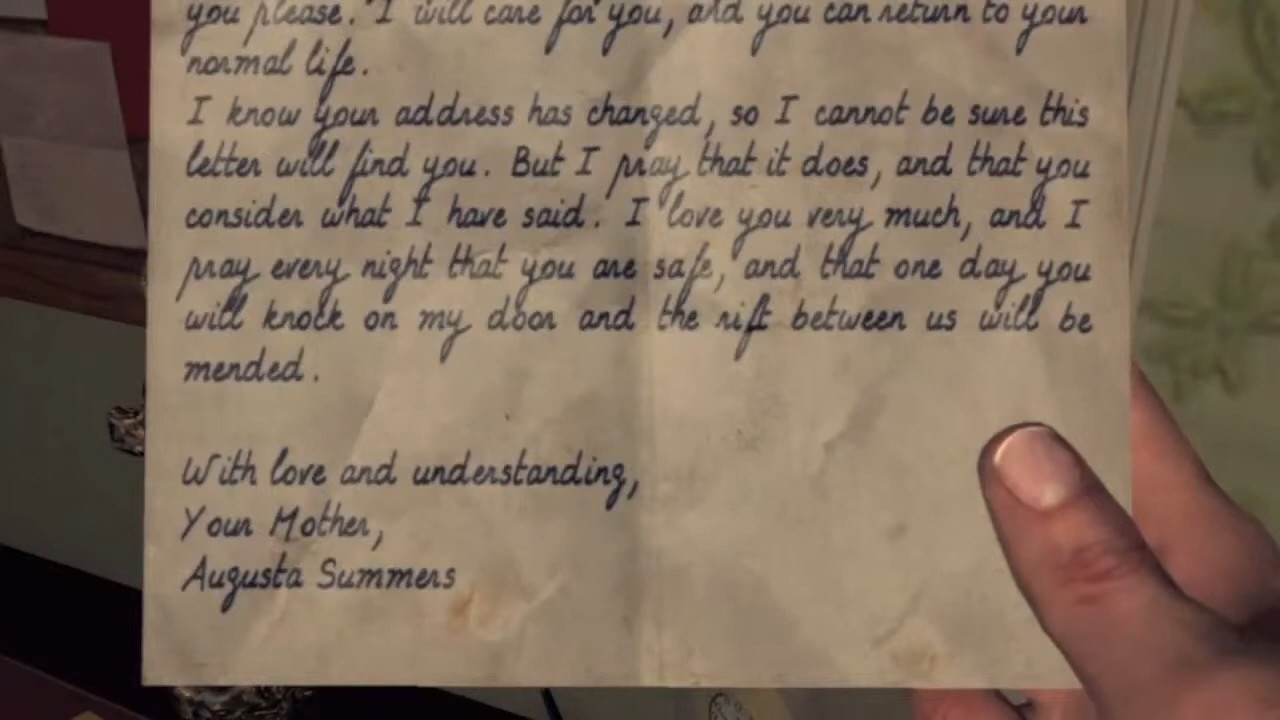 you please. I will care for you, and you can return to your
normal life.
I know your address has changed, so I cannot be sure this
letter will find you. But I pray that it does, and that you
consider what I have said. I love you very much, and I
pray every night that you are safe, and that one day you
will knock on my door and the rift between us will be
mended.
With love and understanding,
Your Mother,
Augusta Summers